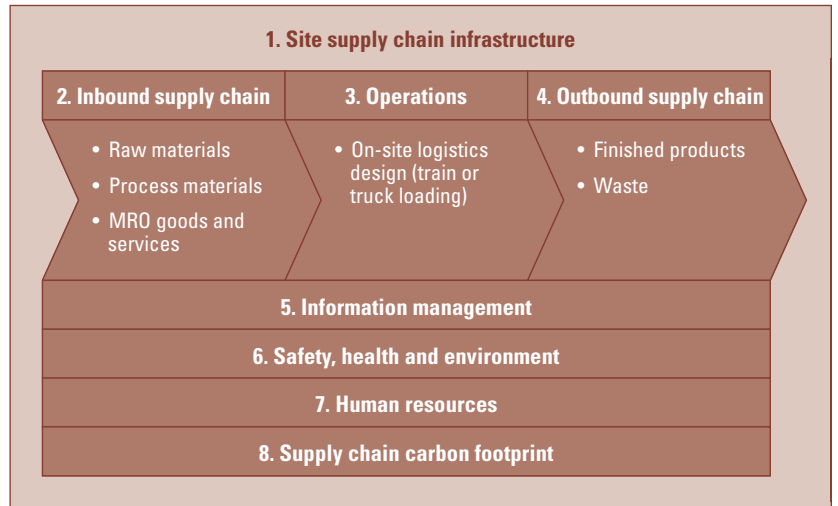 1. Site supply chain infrastructure
2. Inbound supply chain
3. Operations
4. Outbound supply chain
• Raw materials
• Process materials
• MRO goods and
services
• On-site logistics
design (train or
truck loading)
• Finished products
• Waste
5. Information management
6. Safety, health and environment
7. Human resources
8. Supply chain carbon footprint